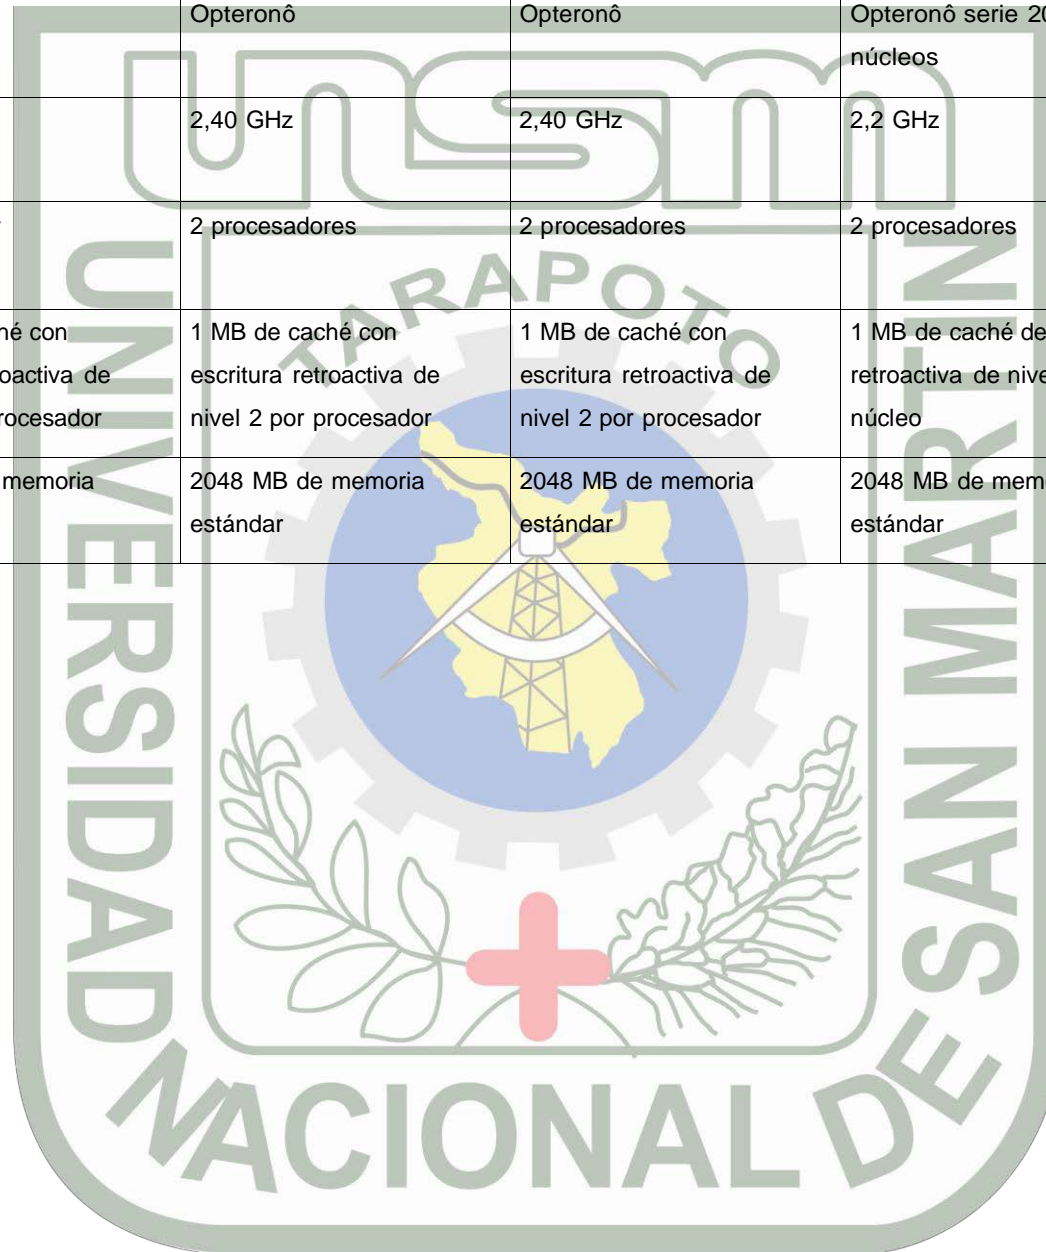 Opteronô
Opteronô
Opteronô serie 20
núcleos
2,40 GHz
2,40 GHz
2,2 GHz
2 procesadores
2 procesadores
2 procesadores
con
de
1 MB de caché con
escritura retroactiva de
nivel 2 por procesador
1 MB de caché con
escritura retroactiva de
nivel 2 por procesador
1 MB de caché de
retroactiva de nive
núcleo
memoria
2048 MB de memoria
estándar
2048 MB de memoria
estándar
2048 MB de mem
estándar
unsm
TARAPOTO
UNIVERSIDAD
NACIONAL DE
SAN MARTIN